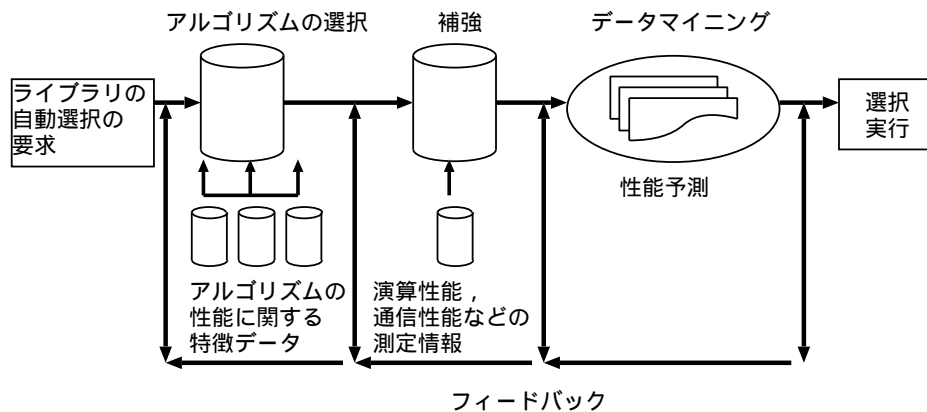 アルゴリズムの選択
補強
データマイニング
ライブラリの
自動選択の
要求
選択
実行
性能予測
アルゴリズムの
性能に関する
特徴データ
演算性能，
通信性能などの
測定情報
フィードバック